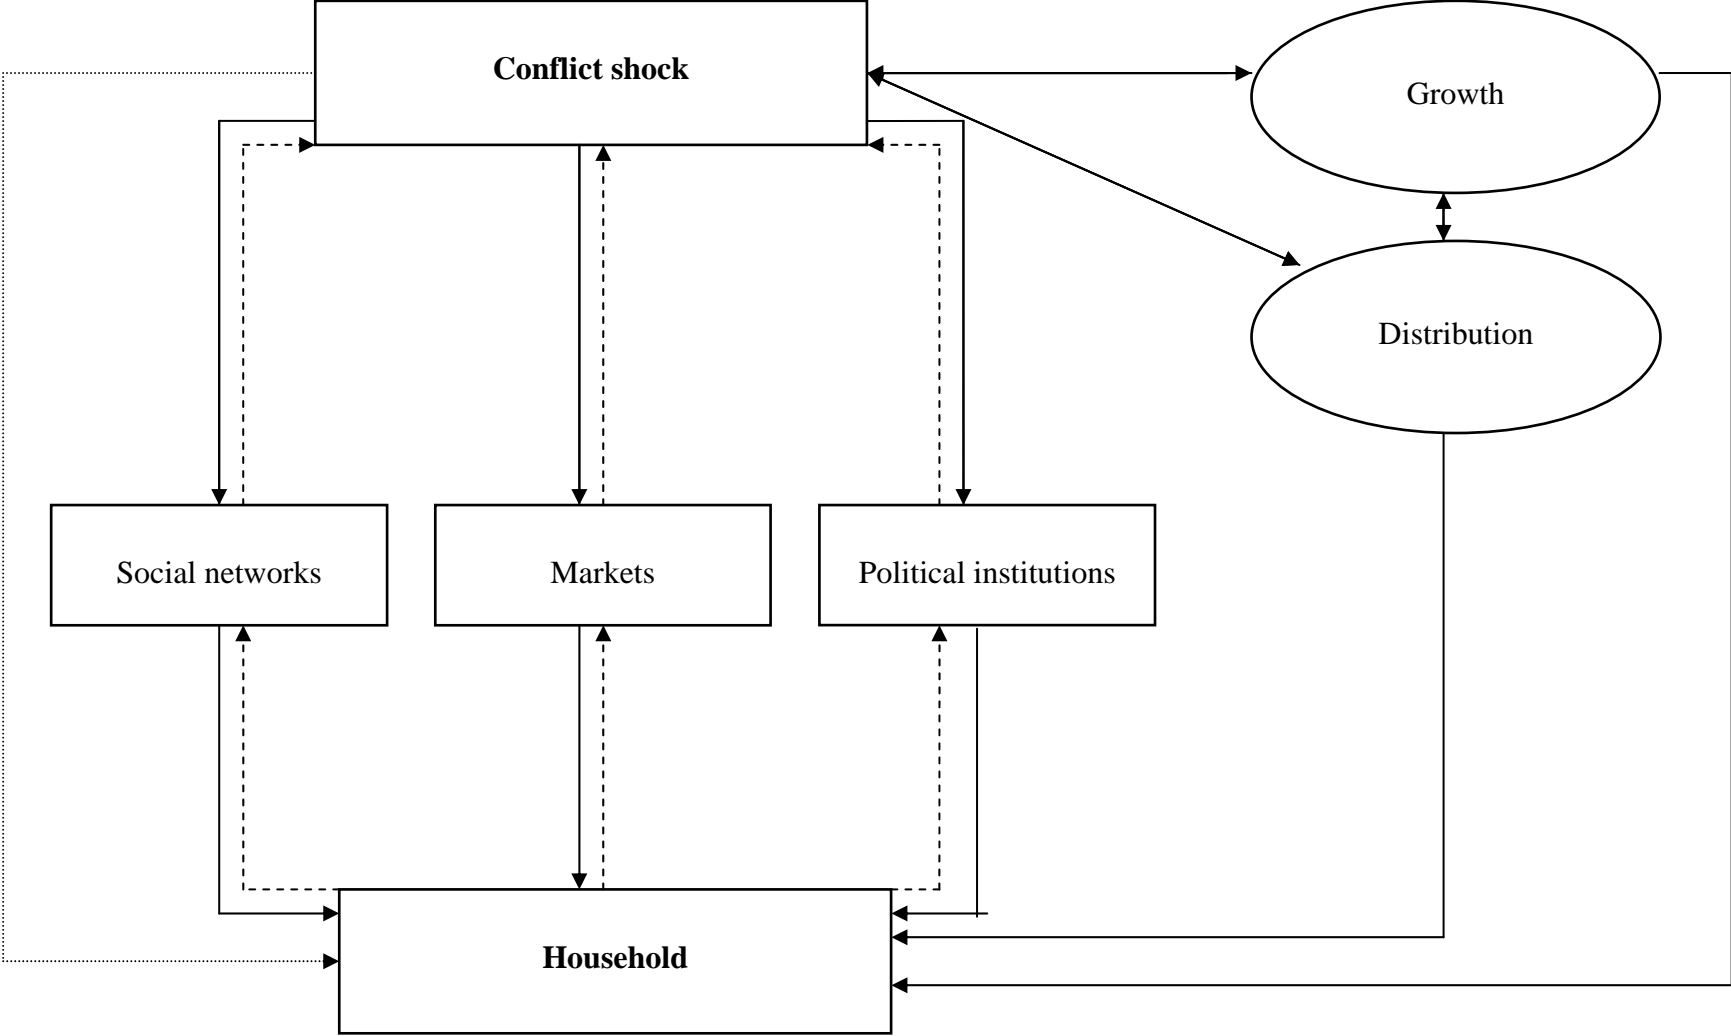 Conflict shock
Growth
Distribution
Social networks
Markets
Political institutions
Household